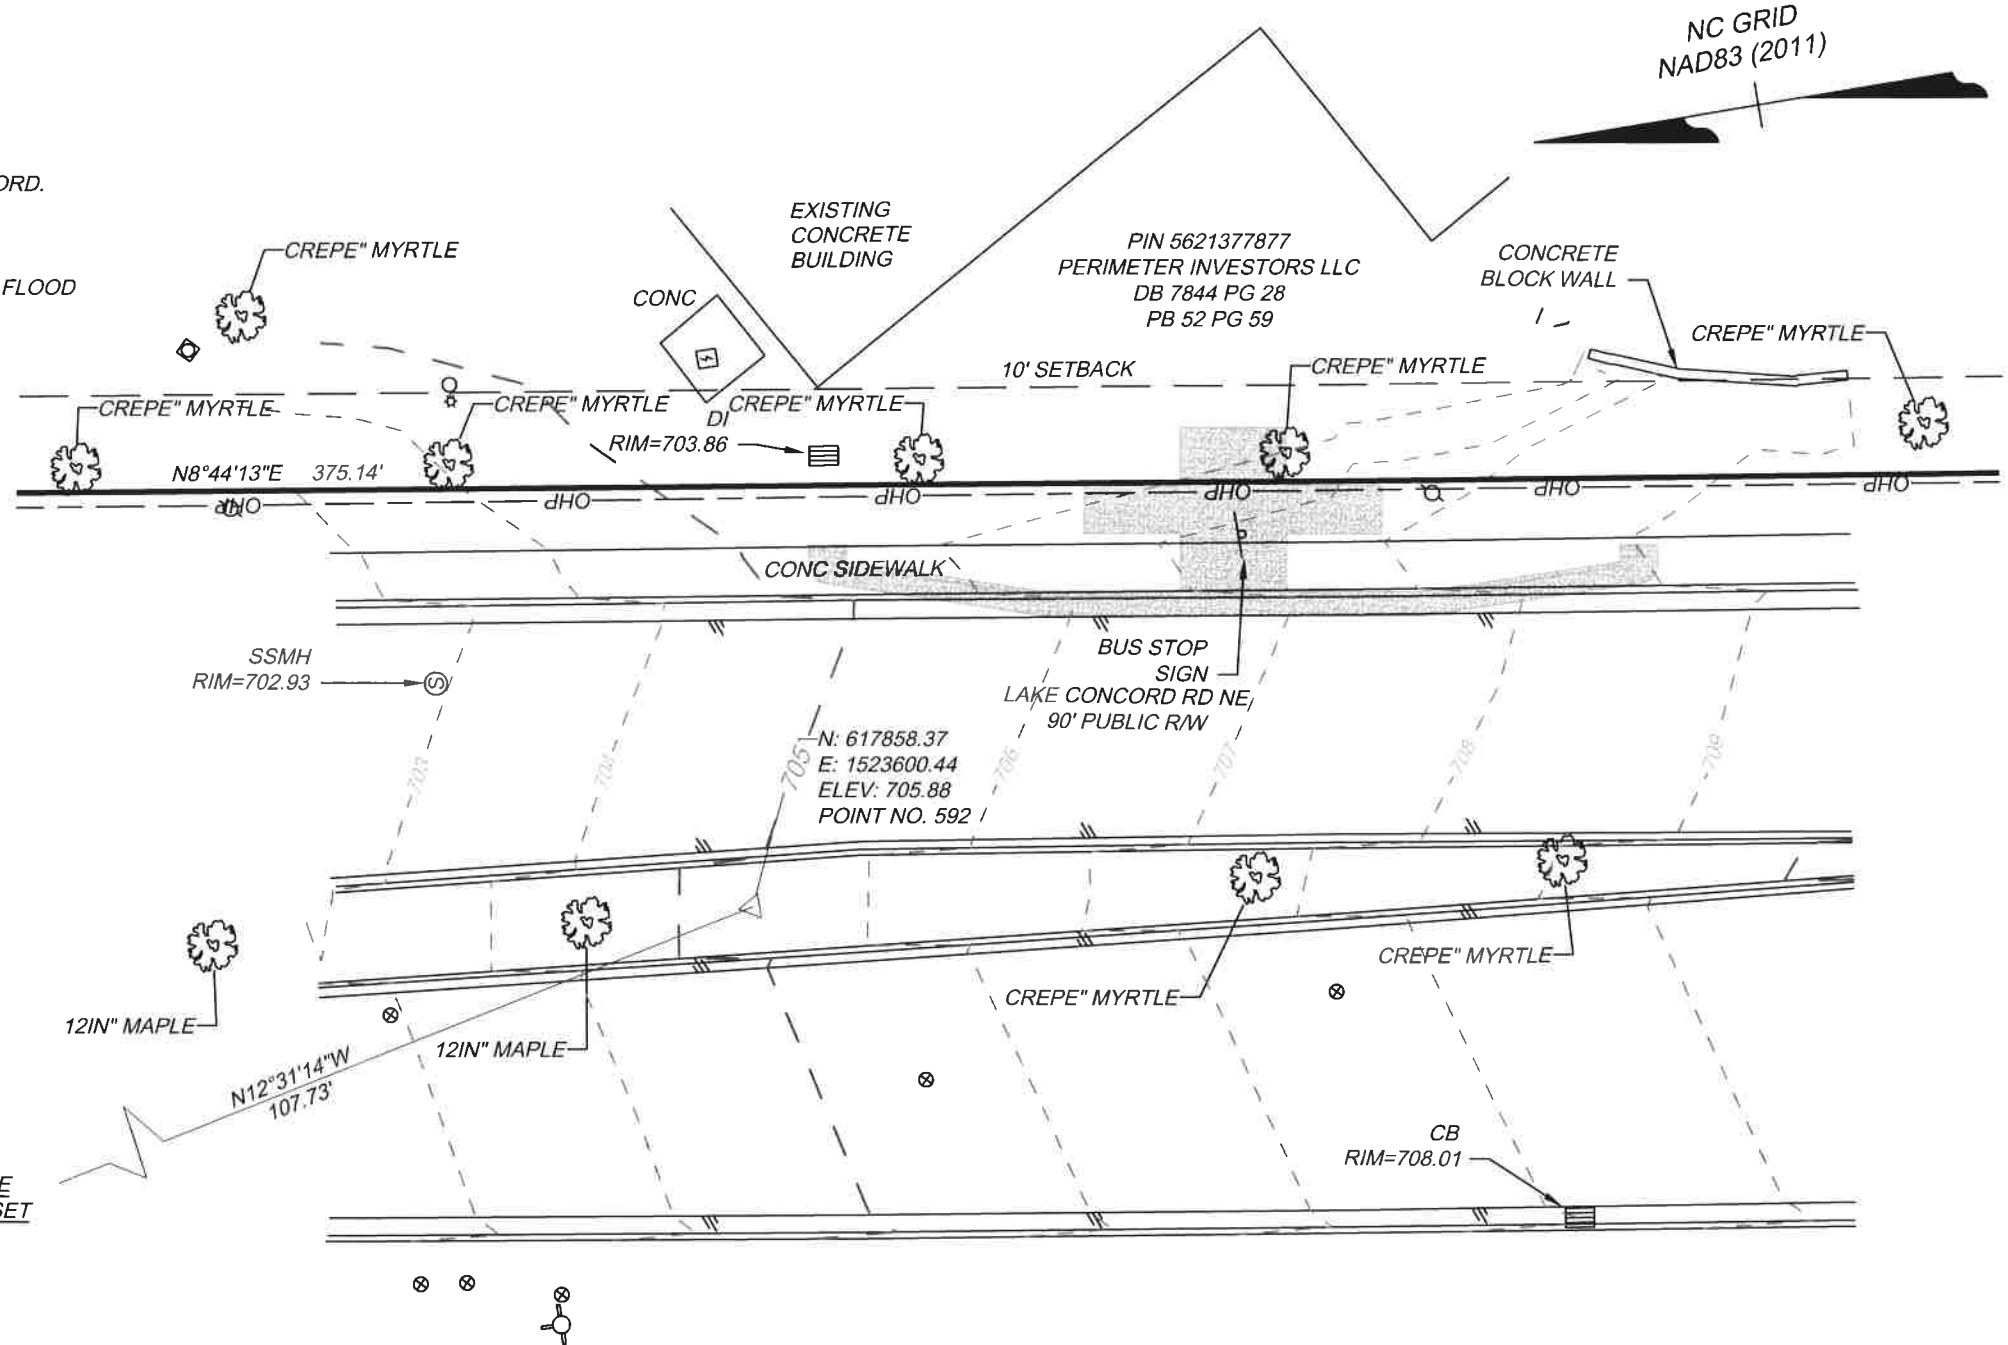 NC GRID
NAD83 (2011)
ORD.
FLOOD
CREPE" MYRTLE
EXISTING
CONCRETE
BUILDING
PIN 5621377877
PERIMETER INVESTORS LLC
DB 7844 PG 28
PB 52 PG 59
CONCRETE
BLOCK WALL
CONC
CREPE" MYRTLE
10' SETBACK
CREPE" MYRTLE
CREPE" MYRTLE
CREPE" MYRTLE
CREPE" MYRTLE
DI
RIM=703.86
N8°44'13"E 375.14'
OHP
OHP
OHP
OHP
OHP
OHP
CONC SIDEWALK
SSMH
RIM=702.93
S
BUS STOP
SIGN
LAKE CONCORD RD NE
90' PUBLIC R/W
N: 617858.37
E: 1523600.44
ELEV: 705.88
POINT NO. 592
703
704
705
706
707
708
709
12IN" MAPLE
12IN" MAPLE
CREPE" MYRTLE
CREPE" MYRTLE
N12°31'14"W
107.73'
CB
RIM=708.01
E
SET